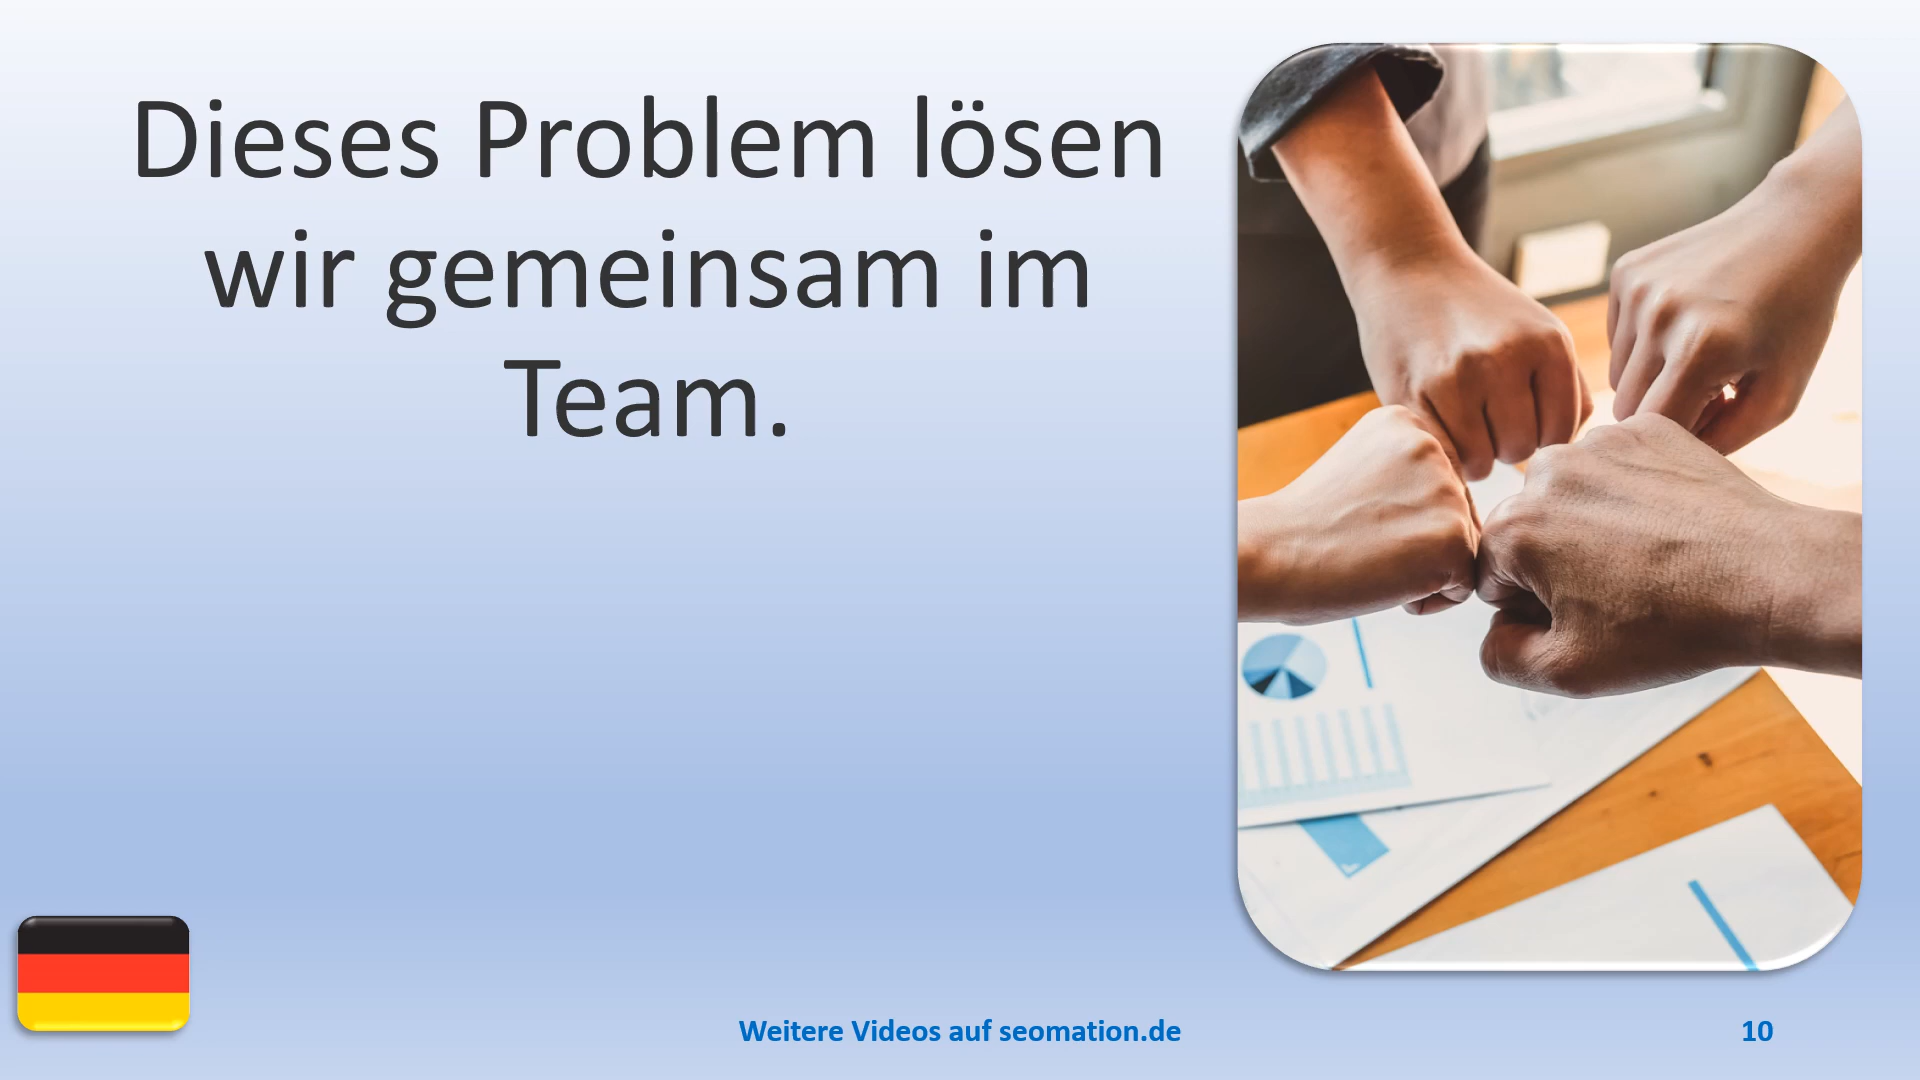 Dieses Problem lösen
wir gemeinsam im
Team.
Weitere Videos auf seomation.de
10